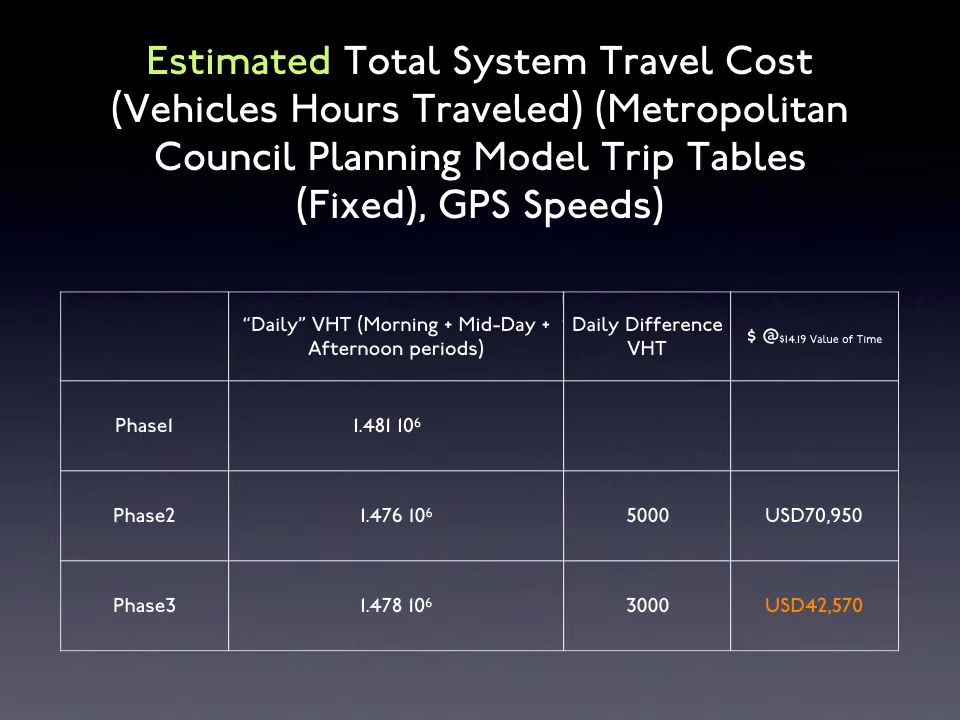 Estimated Total System Travel Cost
(Vehicles Hours Traveled) (Metropolitan
Council Planning Model Trip Tables
(Fixed), GPS Speeds)
“Daily” VHT (Morning + Mid-Day +
Afternoon periods)
Daily Difference
VHT
$ @$14.19 Value of Time
Phase1
1.481 10⁶
Phase2
1.476 10⁶
5000
USD70,950
Phase3
1.478 10⁶
3000
USD42,570